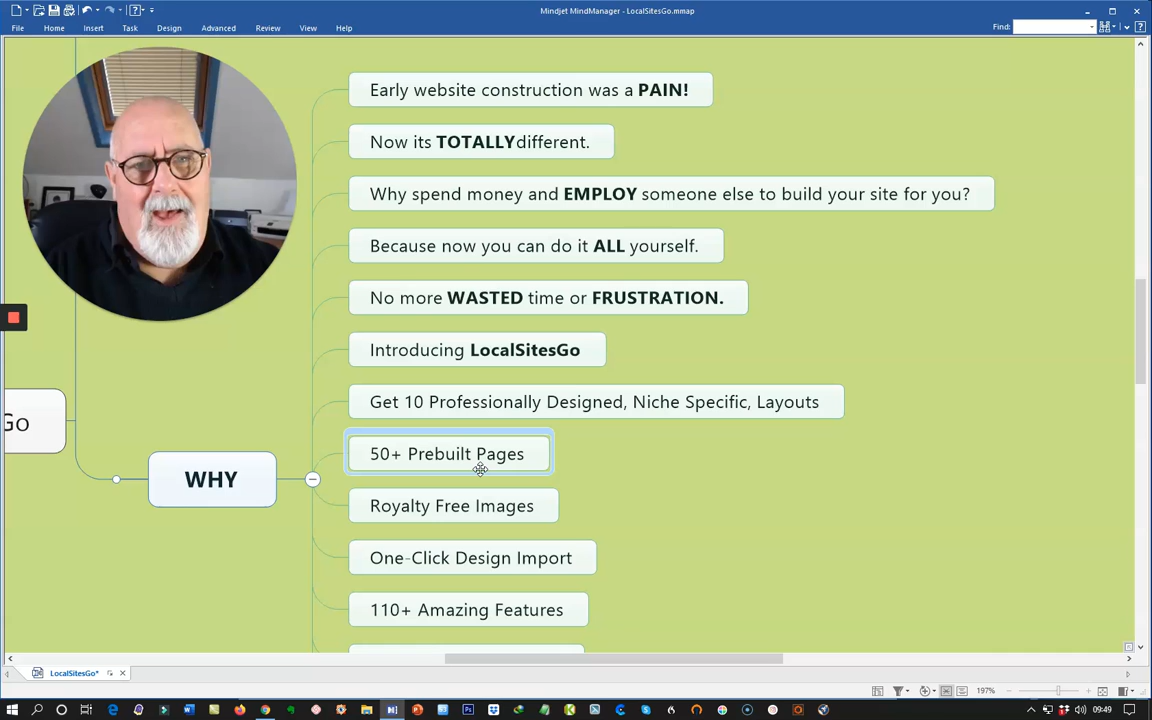 Mindjet MindManager - LocalSitesGo.mmap
File Home Insert Task Design Advanced Review View Help
Find:
Early website construction was a PAIN!
Now its TOTALLYdifferent.
Why spend money and EMPLOY someone else to build your site for you?
Because now you can do it ALL yourself.
No more WASTED time or FRUSTRATION.
Introducing LocalSitesGo
Get 10 Professionally Designed, Niche Specific, Layouts
Go
50+ Prebuilt Pages
WHY
Royalty Free Images
One-Click Design Import
110+ Amazing Features
LocalSitesGo*
197%
09:49